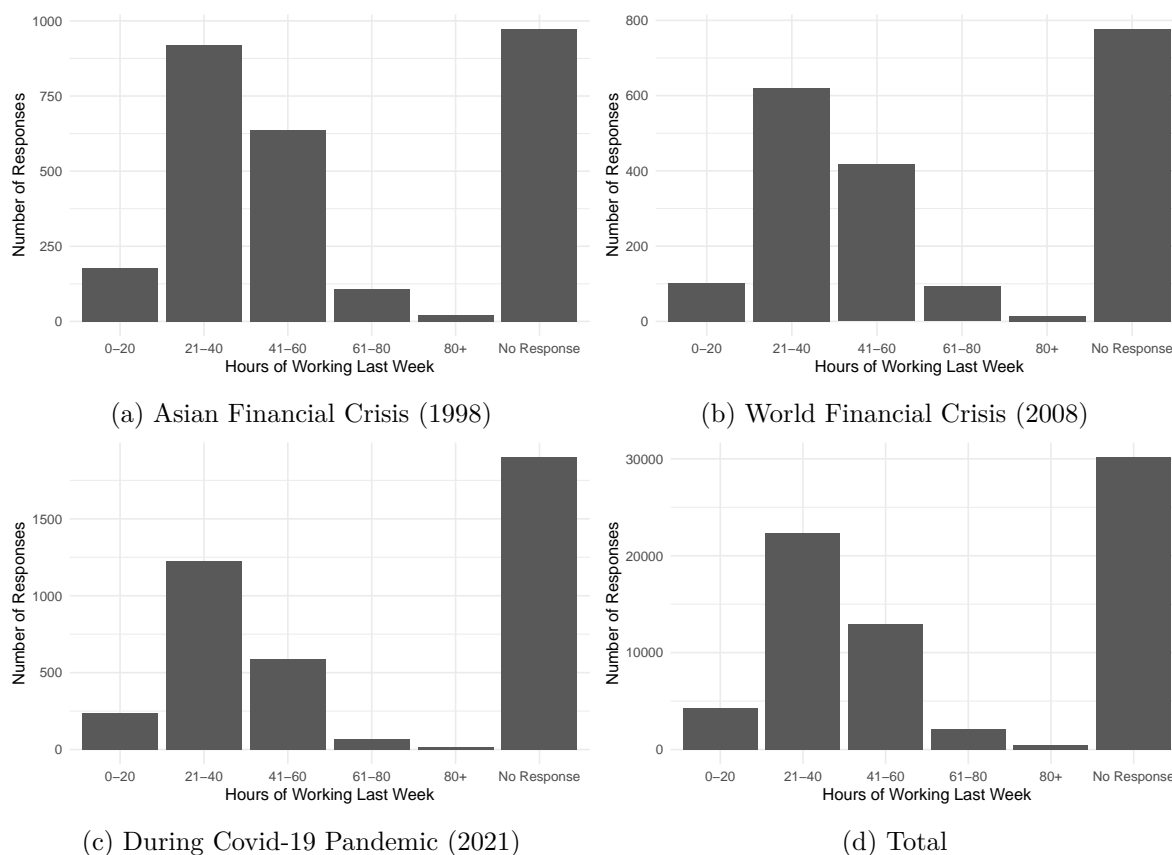 Number of Responses
1000
750
500
250
0
0–20 21–40 41–60 61–80 80+ No Response
Hours of Working Last Week
(a) Asian Financial Crisis (1998)
Number of Responses
800
600
400
200
0
0–20 21–40 41–60 61–80 80+ No Response
Hours of Working Last Week
(b) World Financial Crisis (2008)
Number of Responses
1500
1000
500
0
0–20 21–40 41–60 61–80 80+ No Response
Hours of Working Last Week
(c) During Covid-19 Pandemic (2021)
Number of Responses
30000
20000
10000
0
0–20 21–40 41–60 61–80 80+ No Response
Hours of Working Last Week
(d) Total